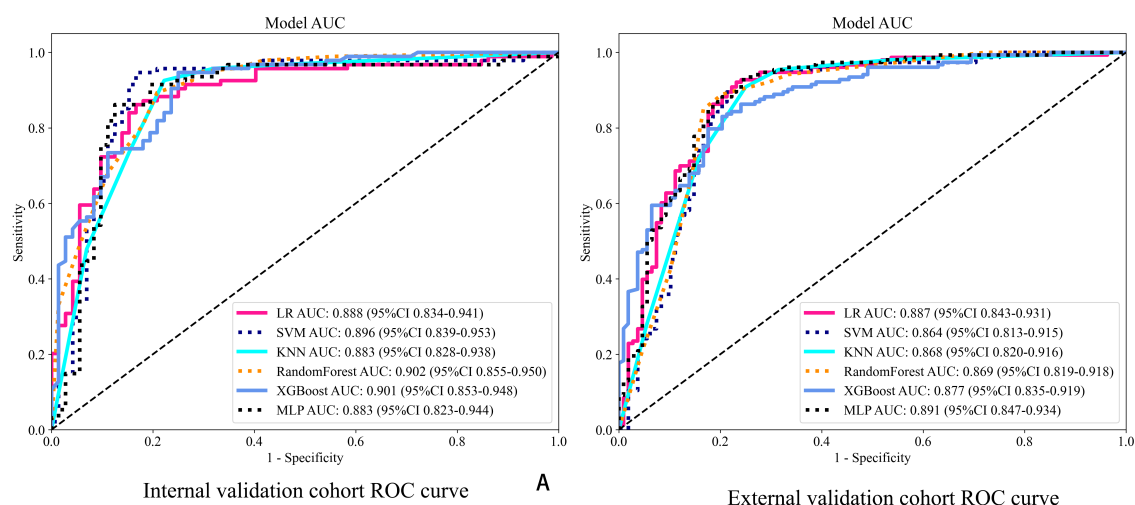 Model AUC
1.0
0.8
0.6
0.4
0.2
0.0
Sensitivity
LR AUC: 0.888 (95%CI 0.834-0.941)
SVM AUC: 0.896 (95%CI 0.839-0.953)
KNN AUC: 0.883 (95%CI 0.828-0.938)
RandomForest AUC: 0.902 (95%CI 0.855-0.950)
XGBoost AUC: 0.901 (95%CI 0.853-0.948)
MLP AUC: 0.883 (95%CI 0.823-0.944)
0.0 0.2 0.4 0.6 0.8 1.0
1 - Specificity
Internal validation cohort ROC curve
A
Model AUC
1.0
0.8
0.6
0.4
0.2
0.0
Sensitivity
LR AUC: 0.887 (95%CI 0.843-0.931)
SVM AUC: 0.864 (95%CI 0.813-0.915)
KNN AUC: 0.868 (95%CI 0.820-0.916)
RandomForest AUC: 0.869 (95%CI 0.819-0.918)
XGBoost AUC: 0.877 (95%CI 0.835-0.919)
MLP AUC: 0.891 (95%CI 0.847-0.934)
0.0 0.2 0.4 0.6 0.8 1.0
1 - Specificity
External validation cohort ROC curve